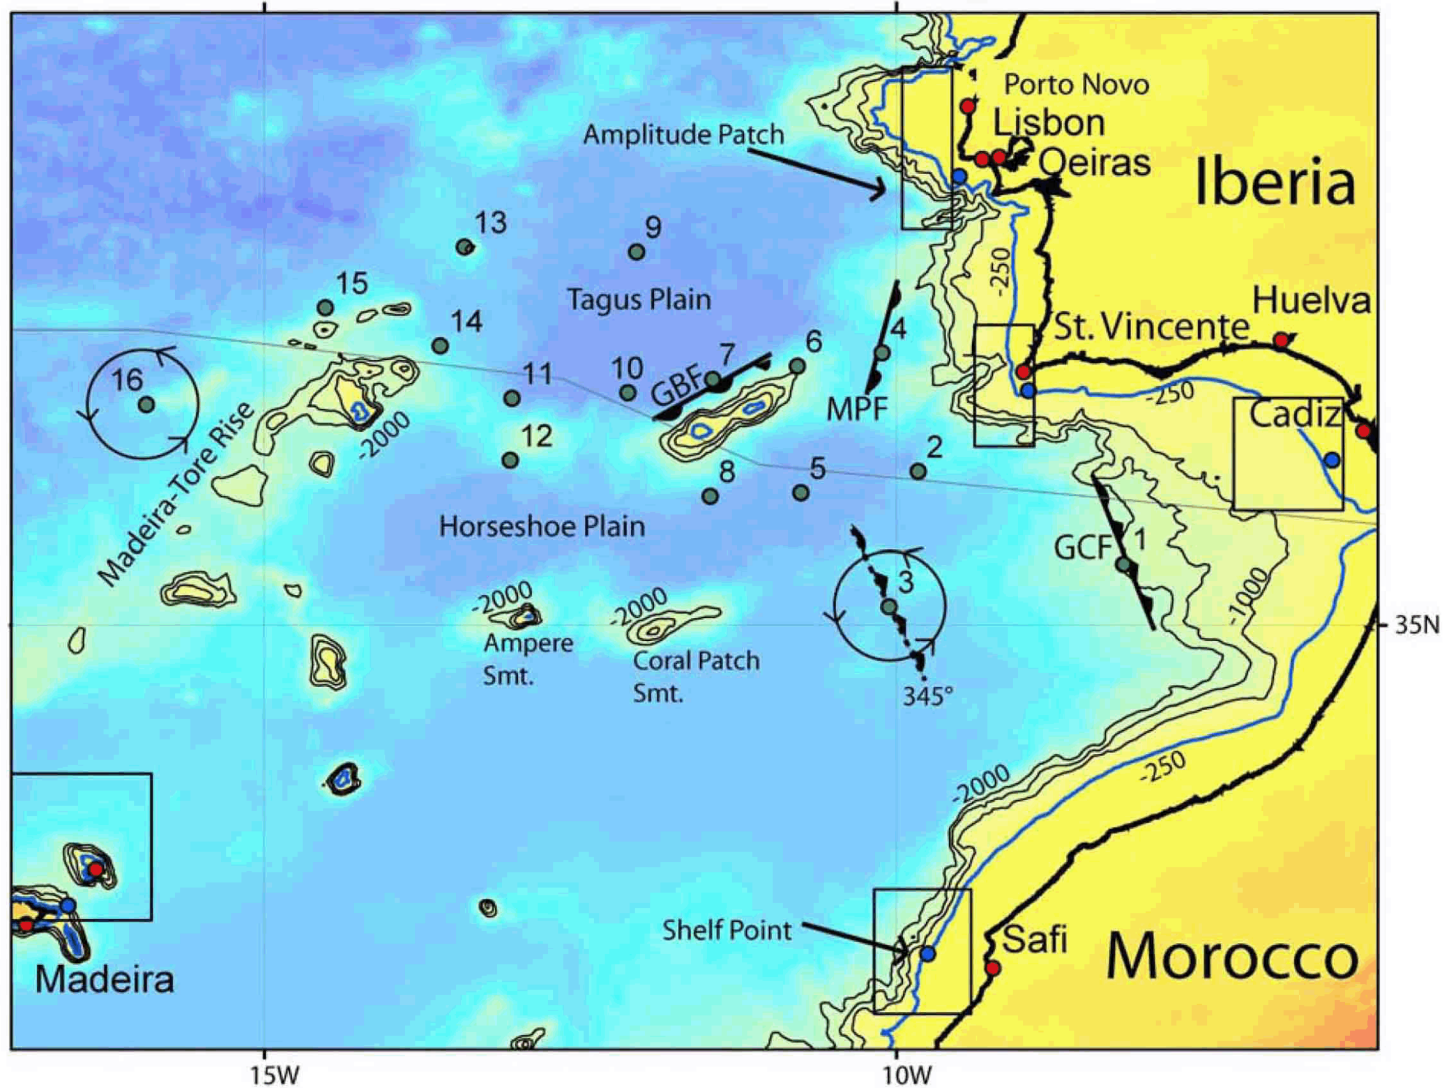 Porto Novo
Lisbon
Amplitude Patch
Oeiras
Iberia
13
9
-250
15
Tagus Plain
Huelva
14
4
St. Vincente
6
7
16
11
10
GBF
-250
MPF
Cadiz
-2000
12
2
8
5
Madeira-Tore Rise
Horseshoe Plain
GCF
1
3
-1000
-2000
-2000
35N
Ampere
Smt.
Coral Patch
Smt.
345°
-250
-2000
Shelf Point
Safi
Morocco
Madeira
15W
10W